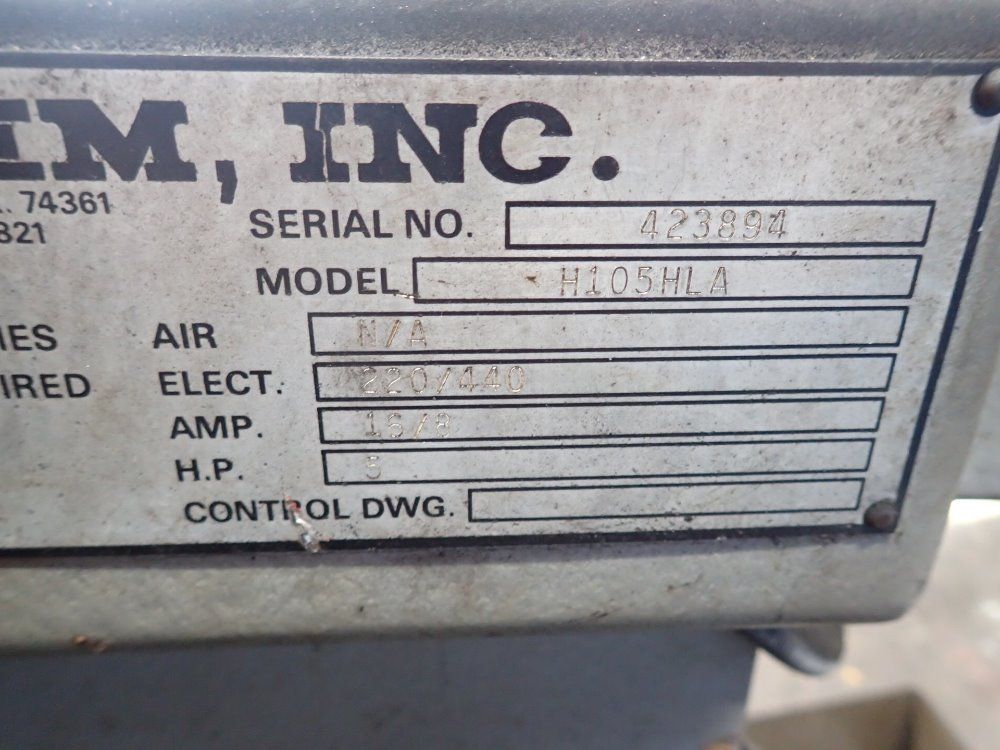 EM, INC.
. 74361
821
SERIAL NO. 423894
MODEL H105HLA
IES AIR N/A
IRED ELECT. 220/440
AMP. 16/8
H.P. 5
CONTROL DWG.